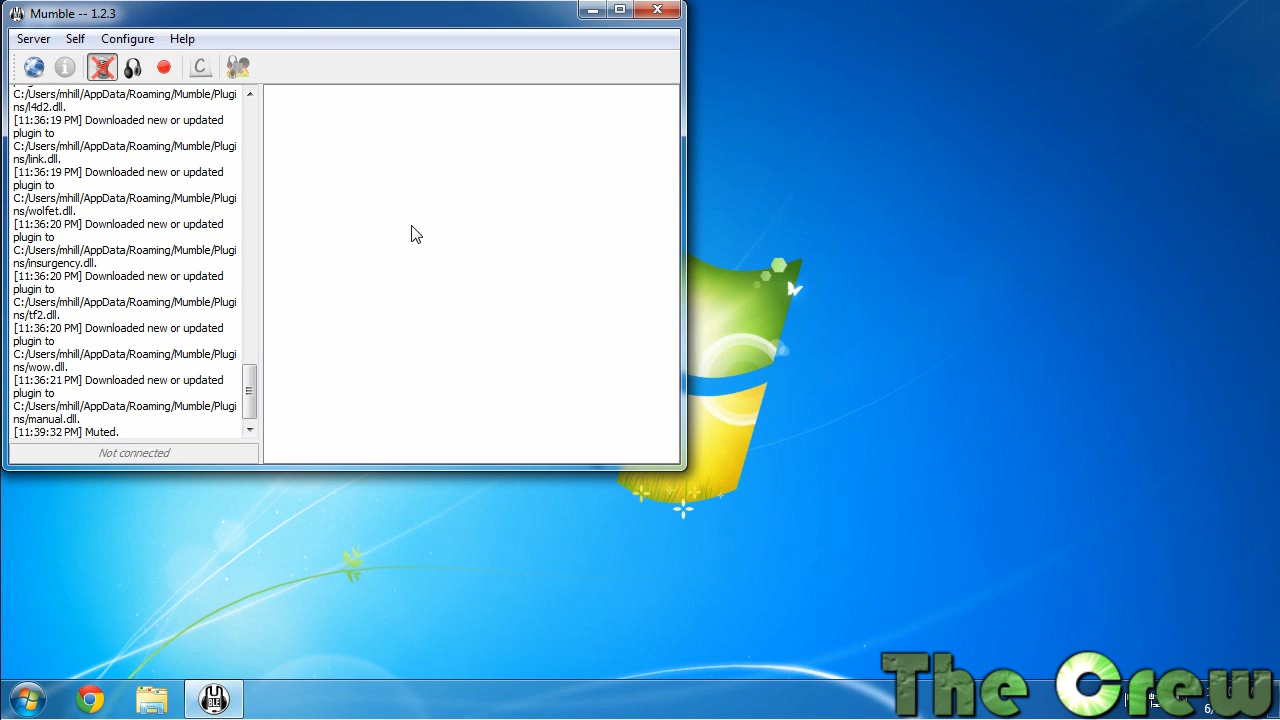 Mumble -- 1.2.3
Server Self Configure Help
C:/Users/mhill/AppData/Roaming/Mumble/Plugi
ns/l4d2.dll.
[11:36:19 PM] Downloaded new or updated
plugin to
C:/Users/mhill/AppData/Roaming/Mumble/Plugi
ns/link.dll.
[11:36:19 PM] Downloaded new or updated
plugin to
C:/Users/mhill/AppData/Roaming/Mumble/Plugi
ns/wolfet.dll.
[11:36:20 PM] Downloaded new or updated
plugin to
C:/Users/mhill/AppData/Roaming/Mumble/Plugi
ns/insurgency.dll.
[11:36:20 PM] Downloaded new or updated
plugin to
C:/Users/mhill/AppData/Roaming/Mumble/Plugi
ns/tf2.dll.
[11:36:20 PM] Downloaded new or updated
plugin to
C:/Users/mhill/AppData/Roaming/Mumble/Plugi
ns/wow.dll.
[11:36:21 PM] Downloaded new or updated
plugin to
C:/Users/mhill/AppData/Roaming/Mumble/Plugi
ns/manual.dll.
[11:39:32 PM] Muted.
Not connected
The Crew